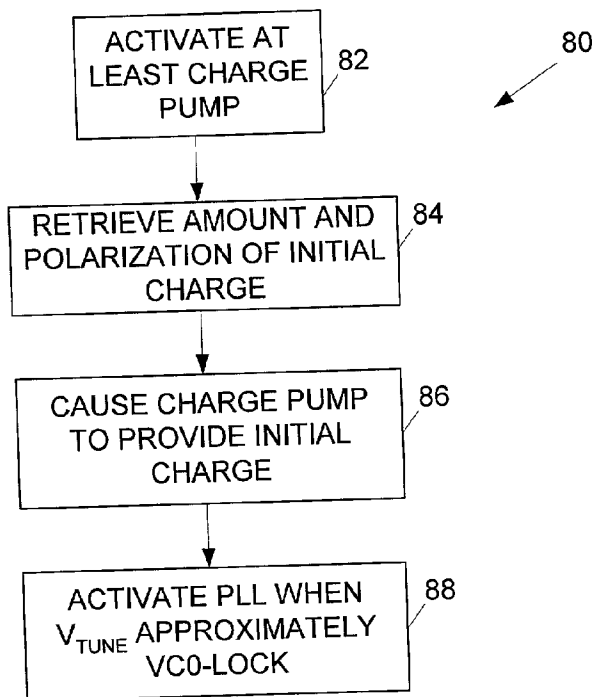 ACTIVATE AT
LEAST CHARGE
PUMP
82
80
RETRIEVE AMOUNT AND
POLARIZATION OF INITIAL
CHARGE
84
CAUSE CHARGE PUMP
TO PROVIDE INITIAL
CHARGE
86
ACTIVATE PLL WHEN
VTUNE APPROXIMATELY
VC0-LOCK
88